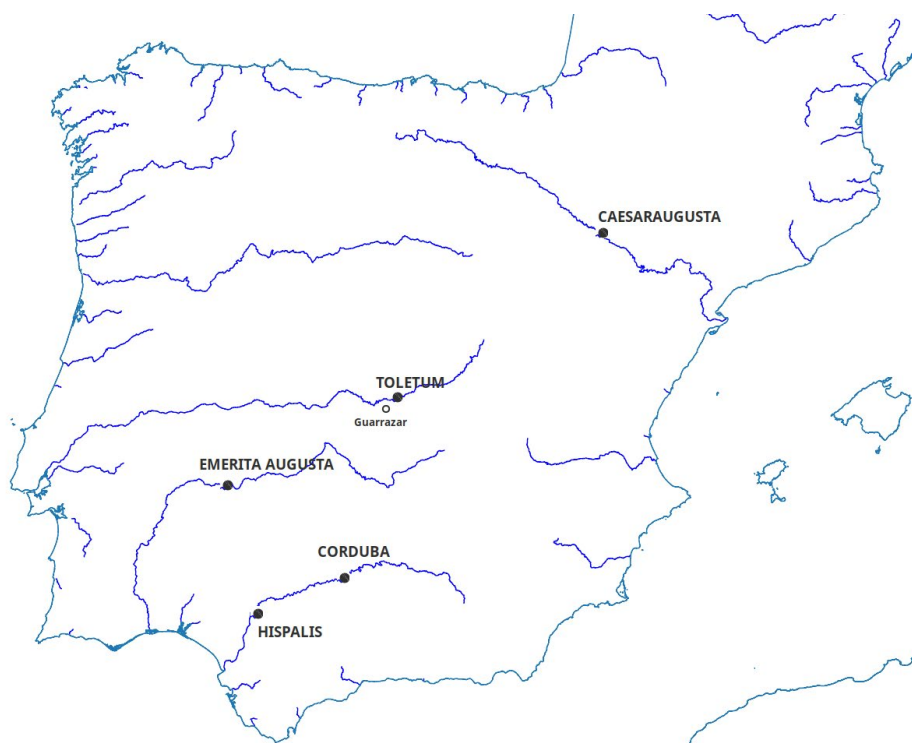 CAESARAUGUSTA
TOLETUM
Guarrazar
EMERITA AUGUSTA
CORDUBA
HISPALIS